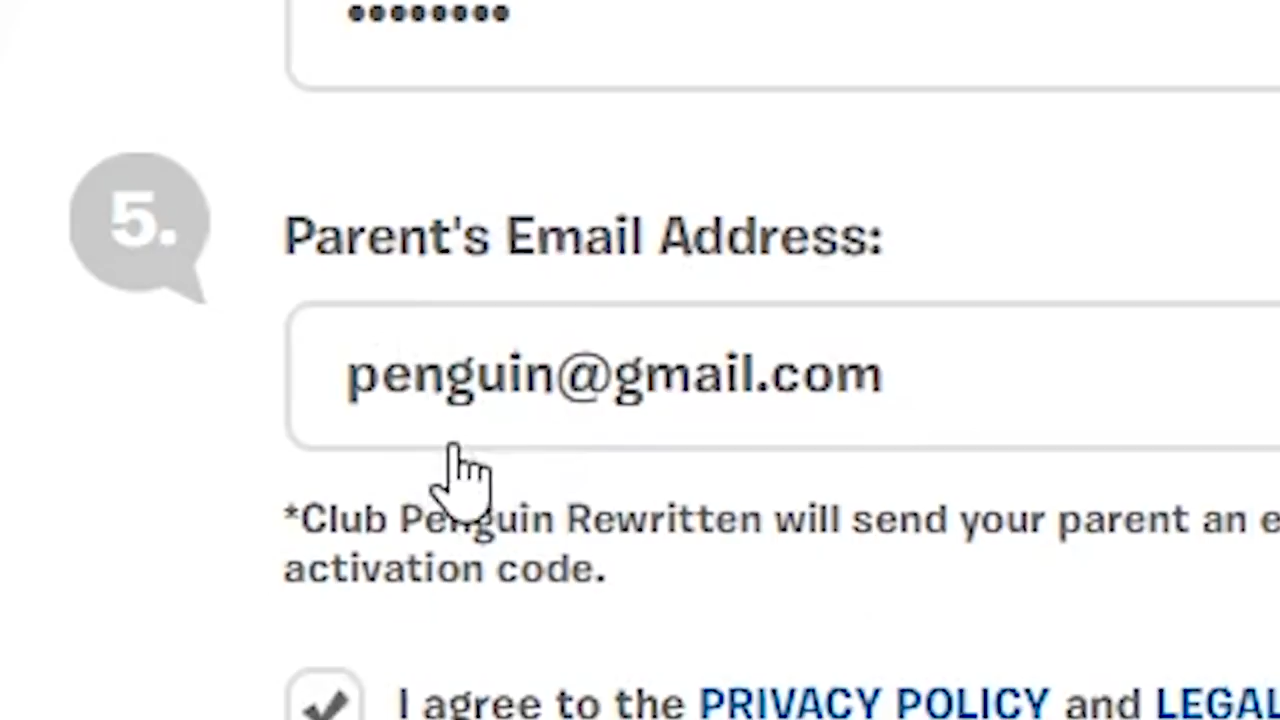 ••••••••
5.
Parent's Email Address:
penguin@gmail.com
*Club Penguin Rewritten will send your parent an e
activation code.
I agree to the PRIVACY POLICY and LEGAL